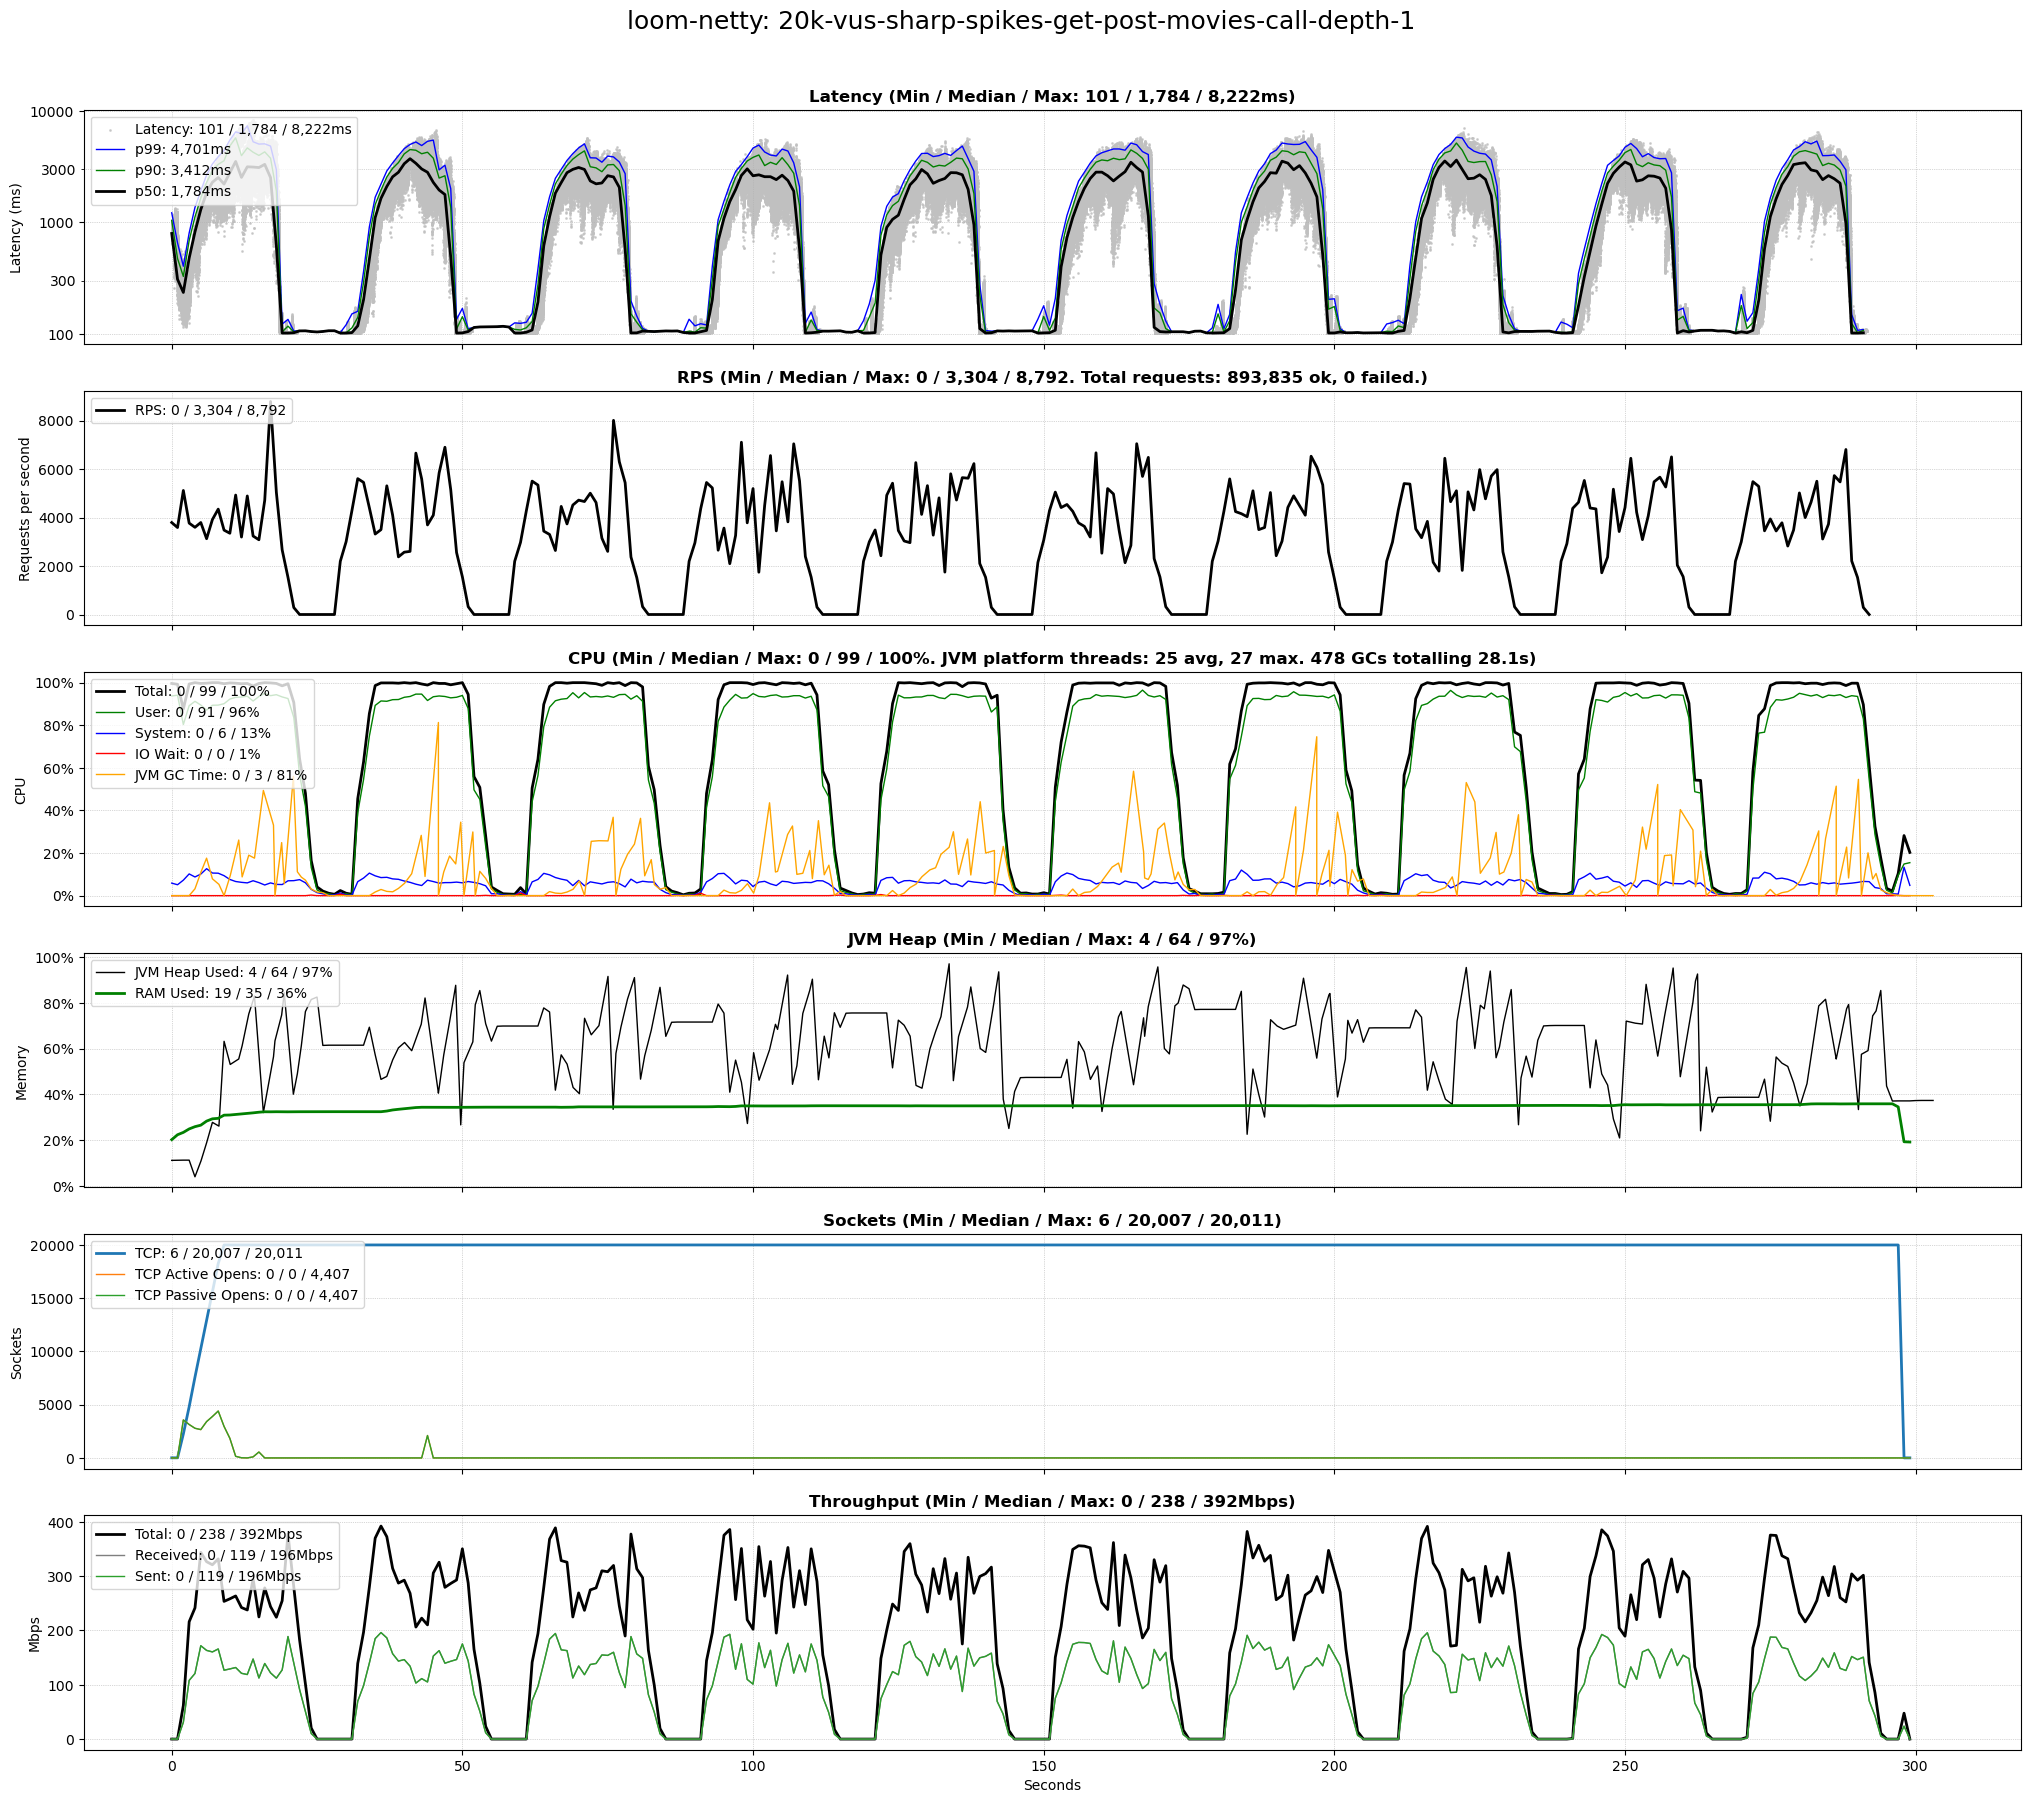 loom-netty: 20k-vus-sharp-spikes-get-post-movies-call-depth-1
Latency (Min / Median / Max: 101 / 1,784 / 8,222ms)
10000
3000
1000
300
100
Latency (ms)
Latency: 101 / 1,784 / 8,222ms
p99: 4,701ms
p90: 3,412ms
p50: 1,784ms
RPS (Min / Median / Max: 0 / 3,304 / 8,792. Total requests: 893,835 ok, 0 failed.)
8000
6000
4000
2000
0
Requests per second
RPS: 0 / 3,304 / 8,792
CPU (Min / Median / Max: 0 / 99 / 100%. JVM platform threads: 25 avg, 27 max. 478 GCs totalling 28.1s)
100%
80%
60%
40%
20%
0%
CPU
Total: 0 / 99 / 100%
User: 0 / 91 / 96%
System: 0 / 6 / 13%
IO Wait: 0 / 0 / 1%
JVM GC Time: 0 / 3 / 81%
JVM Heap (Min / Median / Max: 4 / 64 / 97%)
100%
80%
60%
40%
20%
0%
Memory
JVM Heap Used: 4 / 64 / 97%
RAM Used: 19 / 35 / 36%
Sockets (Min / Median / Max: 6 / 20,007 / 20,011)
20000
15000
10000
5000
0
Sockets
TCP: 6 / 20,007 / 20,011
TCP Active Opens: 0 / 0 / 4,407
TCP Passive Opens: 0 / 0 / 4,407
Throughput (Min / Median / Max: 0 / 238 / 392Mbps)
400
300
200
100
0
Mbps
Total: 0 / 238 / 392Mbps
Received: 0 / 119 / 196Mbps
Sent: 0 / 119 / 196Mbps
0
50
100
150
200
250
300
Seconds